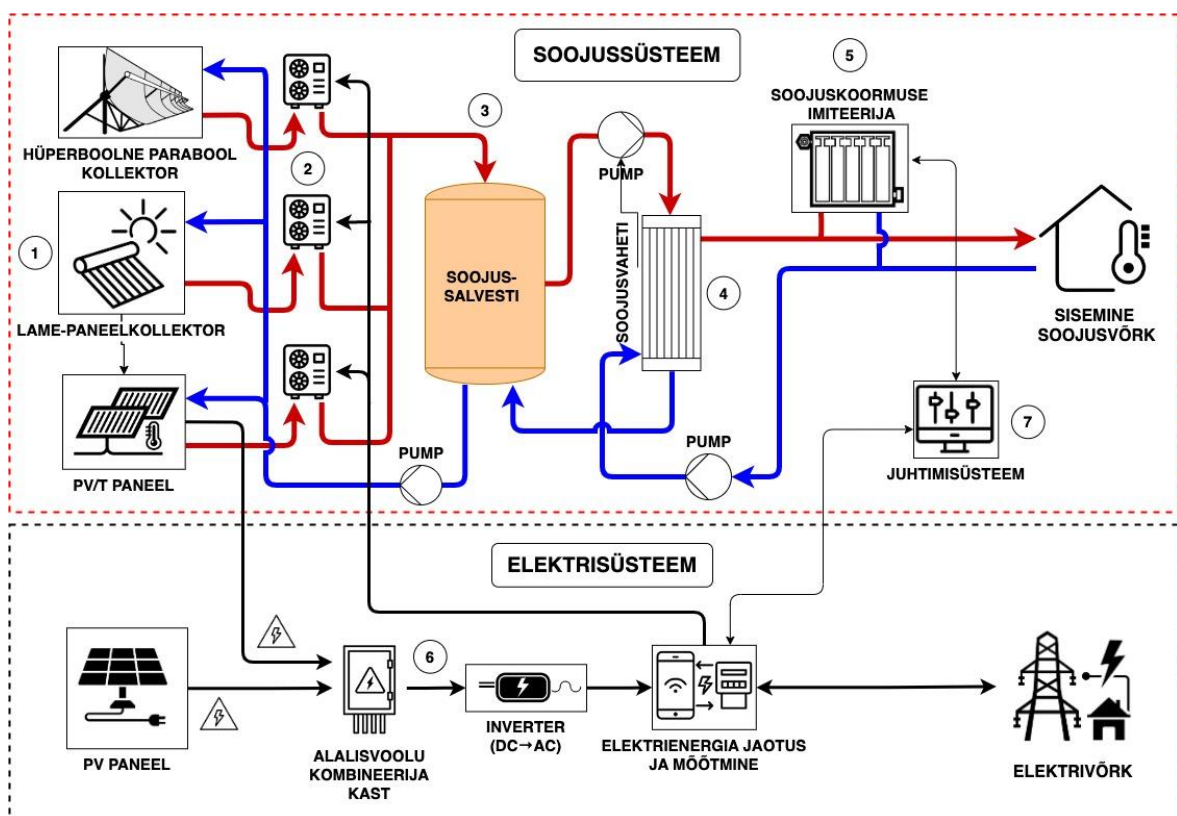 SOOJUSSÜSTEEM
5
SOOJUSKOORMUSE
IMITEERIJA
HÜPERBOOLNE PARABOOL
KOLLEKTOR
2
3
PUMP
1
SOOJUS-
SALVESTI
SOOJUSVAHETI
4
LAME-PANEELKOLLEKTOR
SISEMINE
SOOJUSVÕRK
PV/T PANEEL
PUMP
PUMP
7
JUHTIMISÜSTEEM
ELEKTRISÜSTEEM
6
PV PANEEL
ALALISVOOLU
KOMBINEERIJA
KAST
INVERTER
(DC→AC)
ELEKTRIENERGIA JAOTUS
JA MÕÕTMINE
ELEKTRIVÕRK